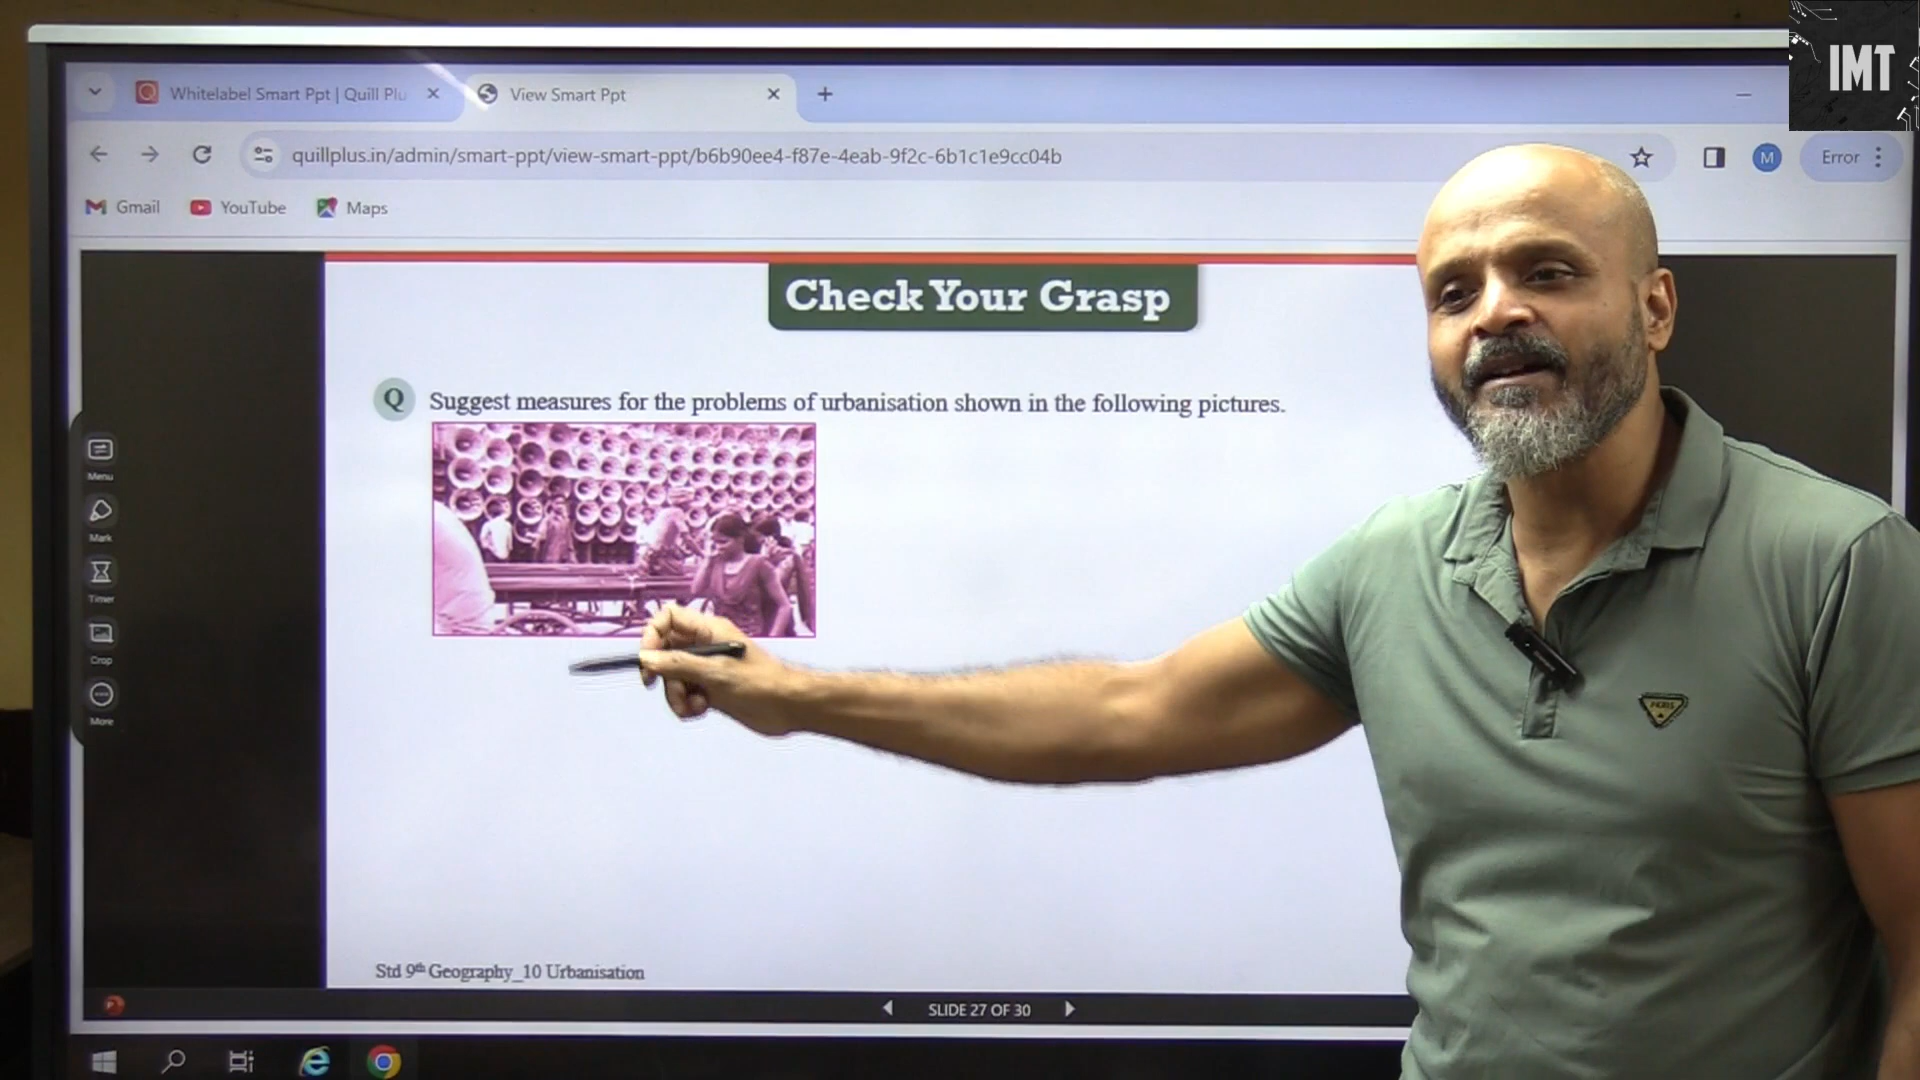 IMT
Whitelabel Smart Ppt | Quill Plu
View Smart Ppt
quillplus.in/admin/smart-ppt/view-smart-ppt/b6b90ee4-f87e-4eab-9f2c-6b1c1e9cc04b
M
Error
Gmail
YouTube
Maps
Check Your Grasp
Q Suggest measures for the problems of urbanisation shown in the following pictures.
Menu
Mark
Timer
Crop
More
Std 9th Geography_10 Urbanisation
SLIDE 27 OF 30